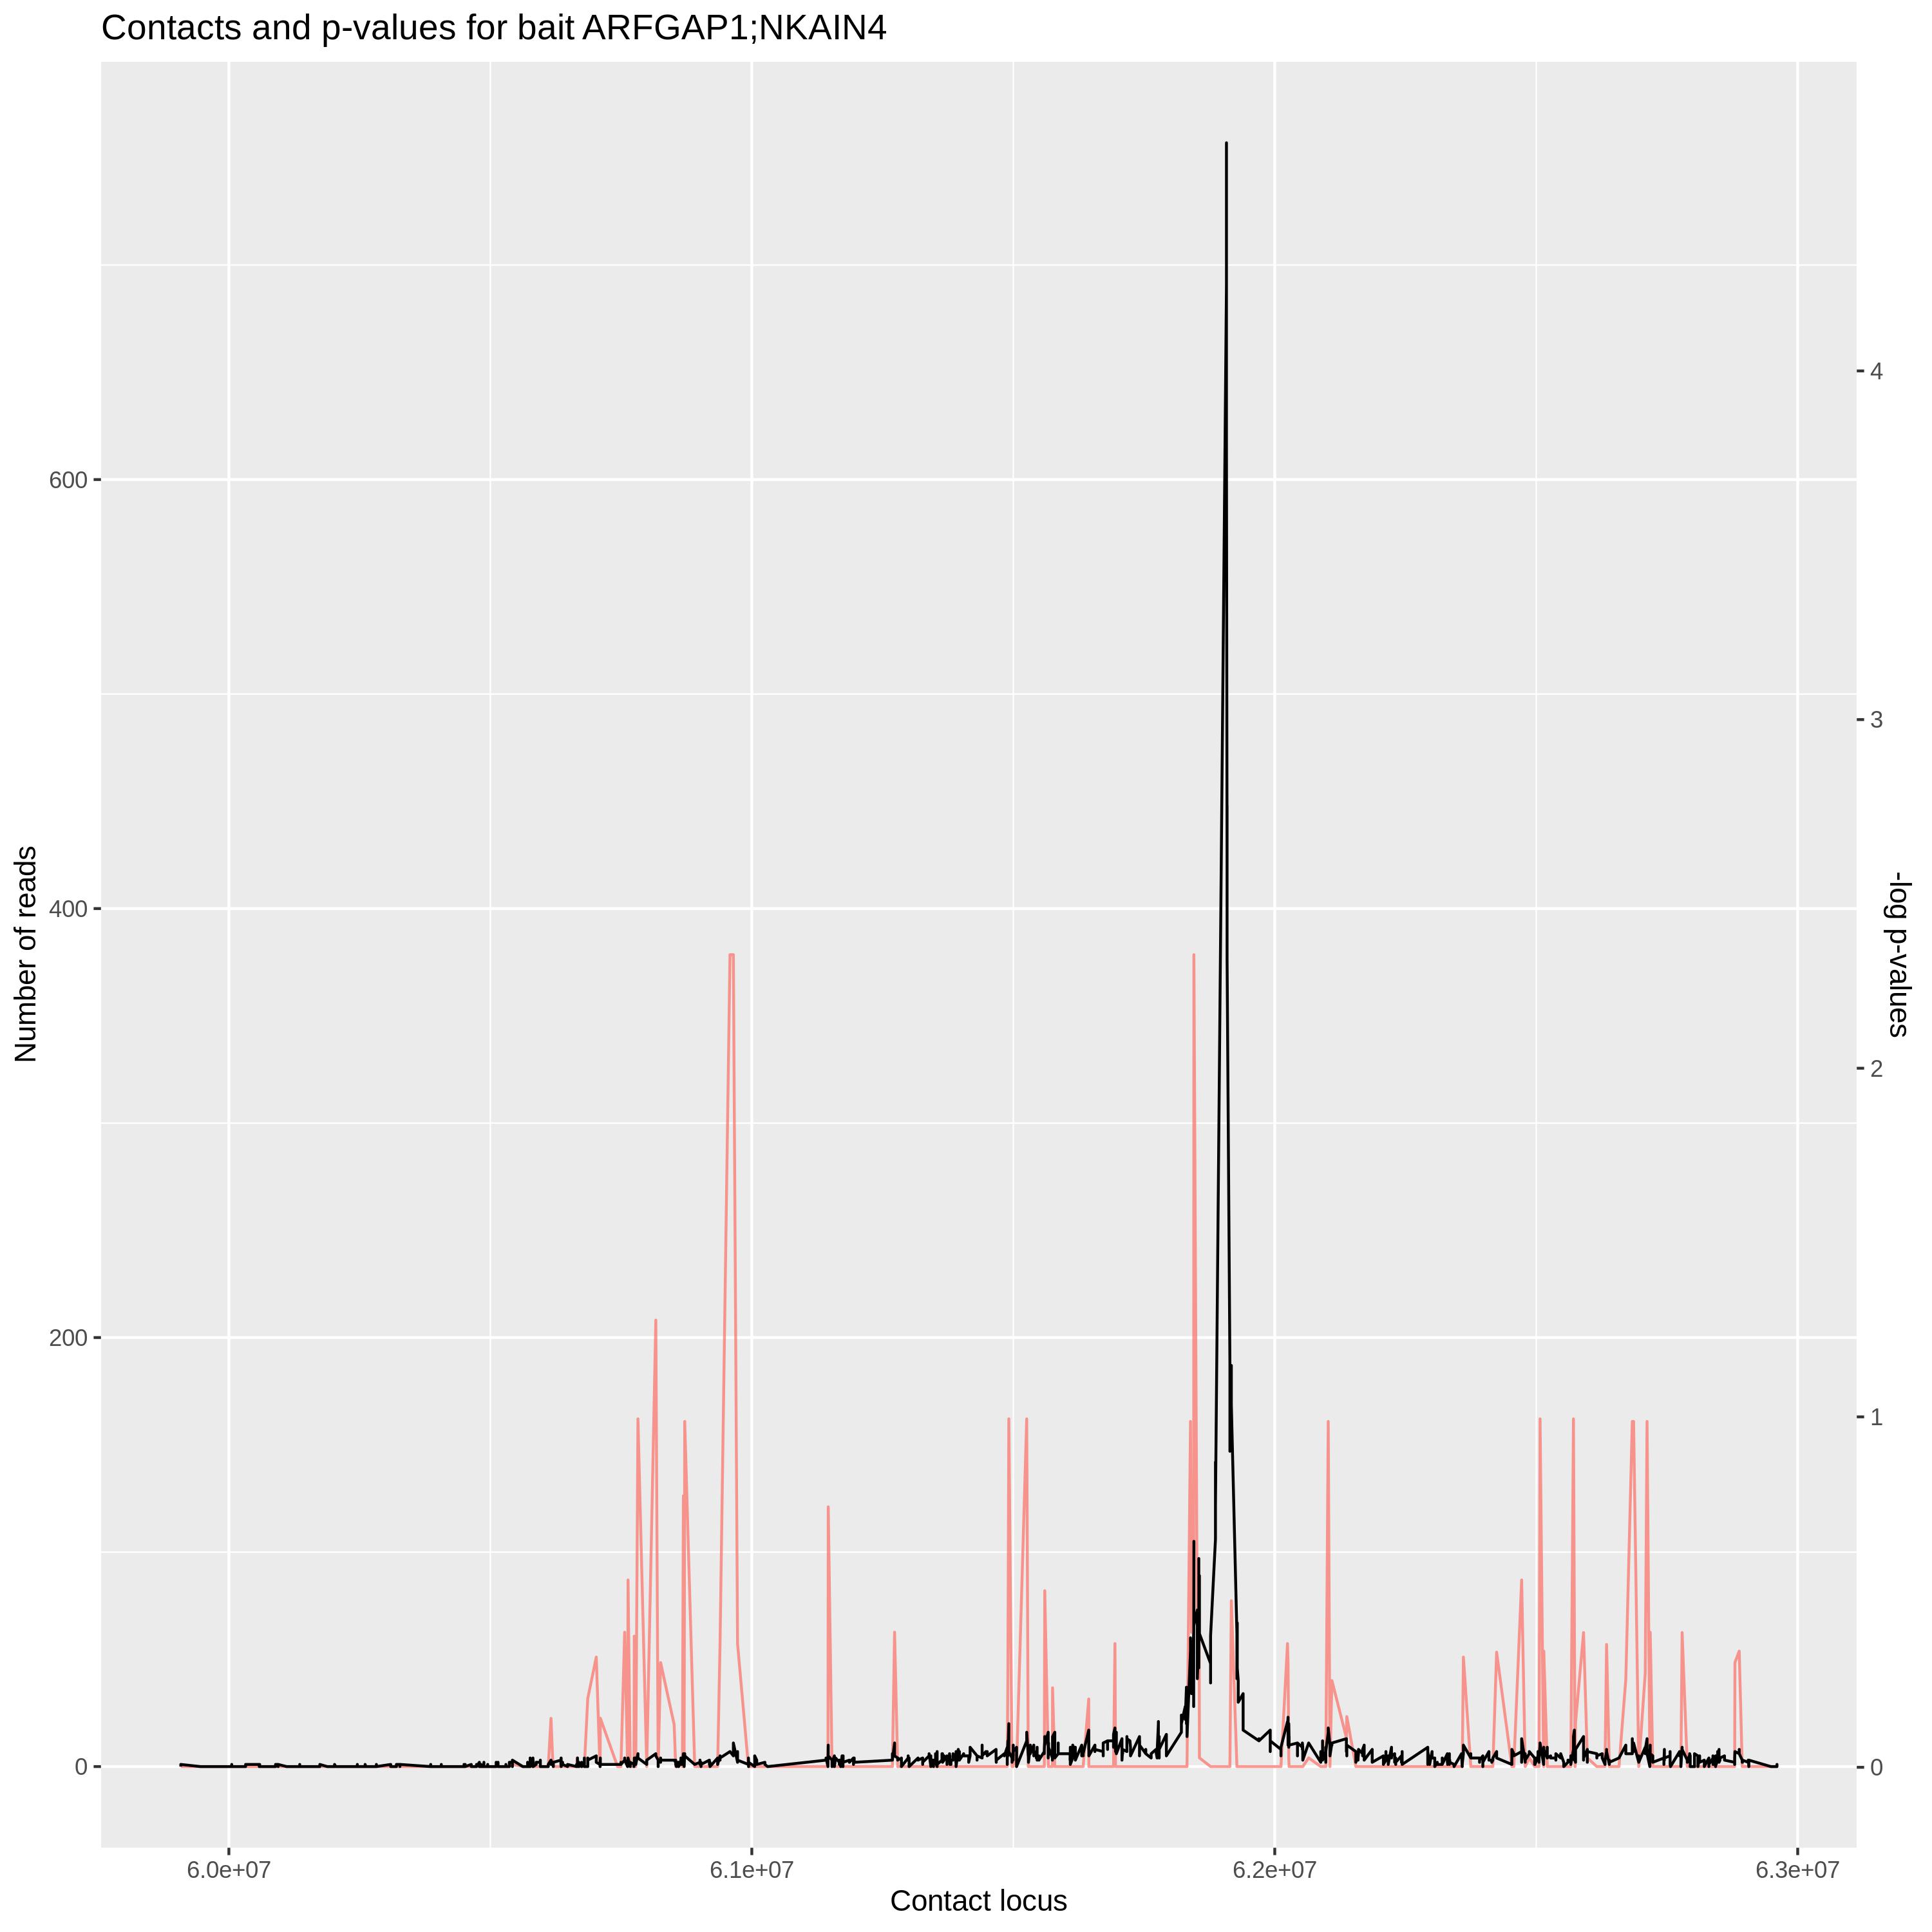 Contacts and p-values for bait ARFGAP1;NKAIN4
Number of reads
600
400
200
0
4
3
2
1
0
-log p-values
6.0e+07
6.1e+07
6.2e+07
6.3e+07
Contact locus